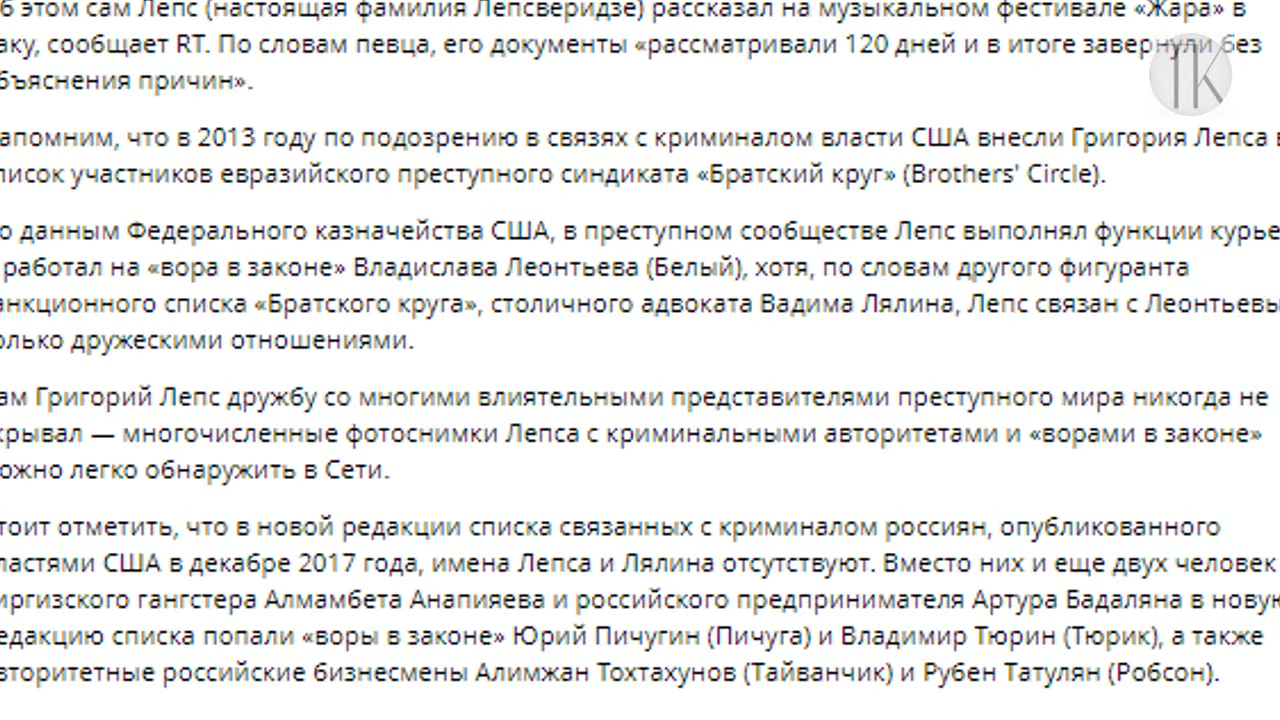 б этом сам Лепс (настоящая фамилия Лепсверидзе) рассказал на музыкальном фестивале «Жара» в
аку, сообщает RT. По словам певца, его документы «рассматривали 120 дней и в итоге завернули без
бъяснения причин».
апомним, что в 2013 году по подозрению в связях с криминалом власти США внесли Григория Лепса в
писок участников евразийского преступного синдиката «Братский круг» (Brothers' Circle).
о данным Федерального казначейства США, в преступном сообществе Лепс выполнял функции курье
работал на «вора в законе» Владислава Леонтьева (Белый), хотя, по словам другого фигуранта
анкционного списка «Братского круга», столичного адвоката Вадима Лялина, Лепс связан с Леонтьевы
олько дружескими отношениями.
ам Григорий Лепс дружбу со многими влиятельными представителями преступного мира никогда не
крывал — многочисленные фотоснимки Лепса с криминальными авторитетами и «ворами в законе»
ожно легко обнаружить в Сети.
тоит отметить, что в новой редакции списка связанных с криминалом россиян, опубликованного
ластями США в декабре 2017 года, имена Лепса и Лялина отсутствуют. Вместо них и еще двух человек
иргизского гангстера Алмамбета Анапияева и российского предпринимателя Артура Бадаляна в новую
едакцию списка попали «воры в законе» Юрий Пичугин (Пичуга) и Владимир Тюрин (Тюрик), а также
вторитетные российские бизнесмены Алимжан Тохтахунов (Тайванчик) и Рубен Татулян (Робсон).